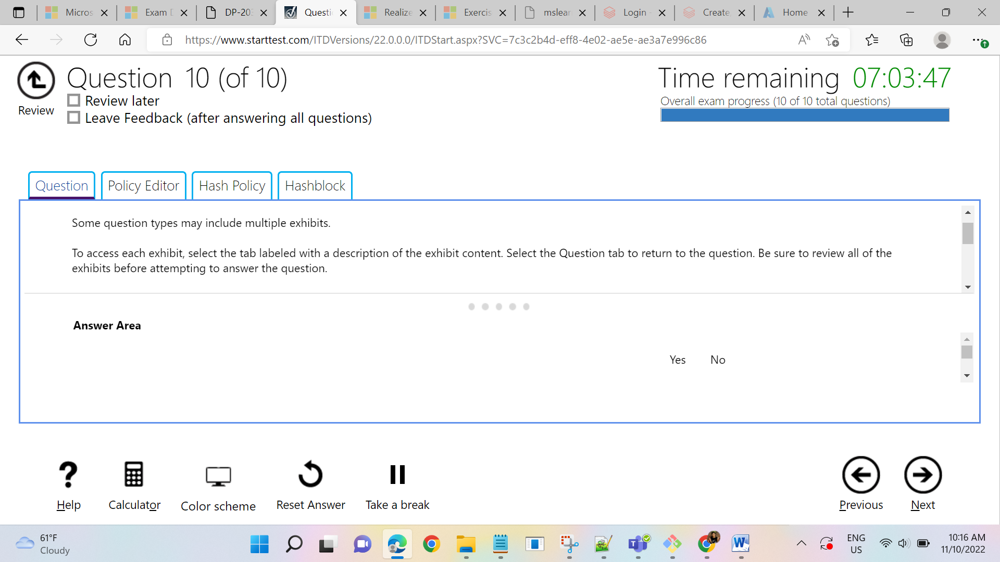 Micros
Exam D
DP-203
Questi
Realize
Exercis
mslear
Login -
Create,
Home
https://www.starttest.com/ITDVersions/22.0.0.0/ITDStart.aspx?SVC=7c3c2b4d-eff8-4e02-ae5e-ae3a7e996c86
Review
Question 10 (of 10)
Review later
Leave Feedback (after answering all questions)
Time remaining 07:03:47
Overall exam progress (10 of 10 total questions)
Question
Policy Editor
Hash Policy
Hashblock
Some question types may include multiple exhibits.
To access each exhibit, select the tab labeled with a description of the exhibit content. Select the Question tab to return to the question. Be sure to review all of the
exhibits before attempting to answer the question.
Answer Area
Yes No
Help
Calculator
Color scheme
Reset Answer
Take a break
Previous
Next
61°F
Cloudy
ENG
US
10:16 AM
11/10/2022